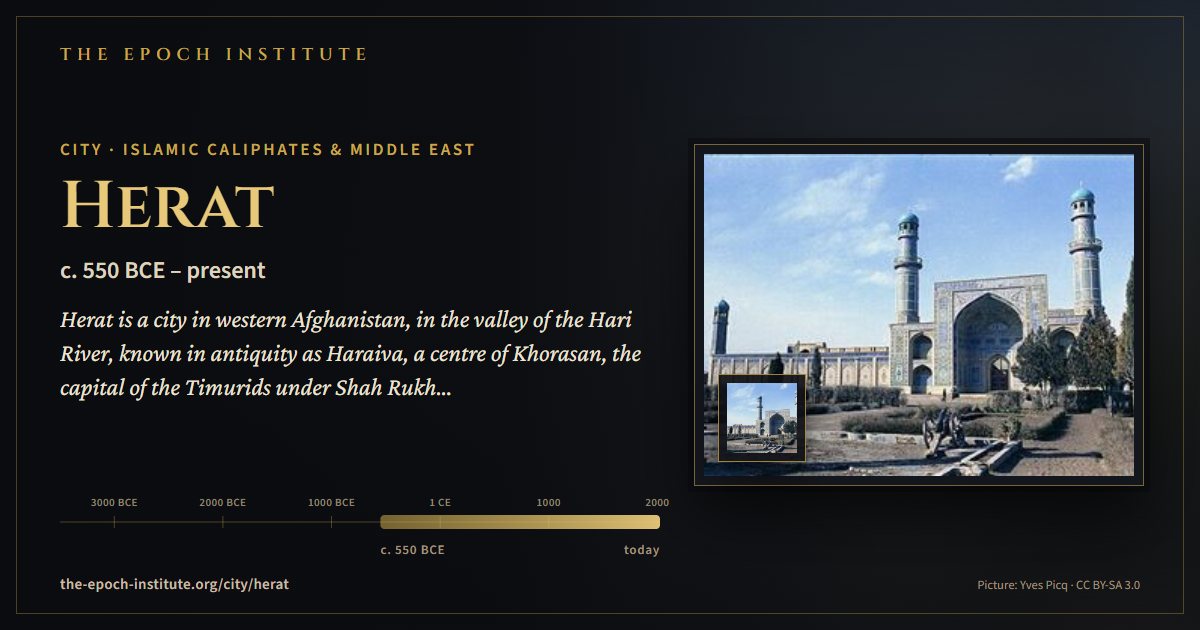 THE EPOCH INSTITUTE
CITY · ISLAMIC CALIPHATES & MIDDLE EAST
HERAT
c. 550 BCE – present
Herat is a city in western Afghanistan, in the valley of the Hari
River, known in antiquity as Haraiva, a centre of Khorasan, the
capital of the Timurids under Shah Rukh...
3000 BCE 2000 BCE 1000 BCE 1 CE 1000 2000
c. 550 BCE today
the-epoch-institute.org/city/herat
Picture: Yves Picq · CC BY-SA 3.0